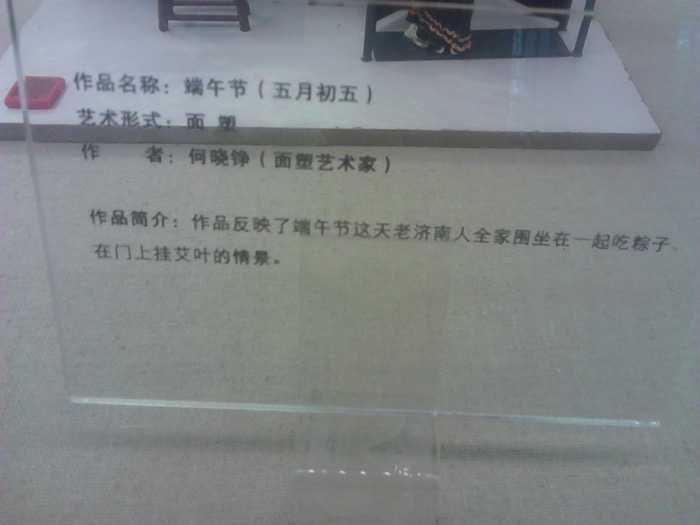 作品名称：端午节（五月初五）
艺术形式：面 塑
作 者：何晓铮（面塑艺术家）
作品简介：作品反映了端午节这天老济南人全家围坐在一起吃粽子、
在门上挂艾叶的情景。